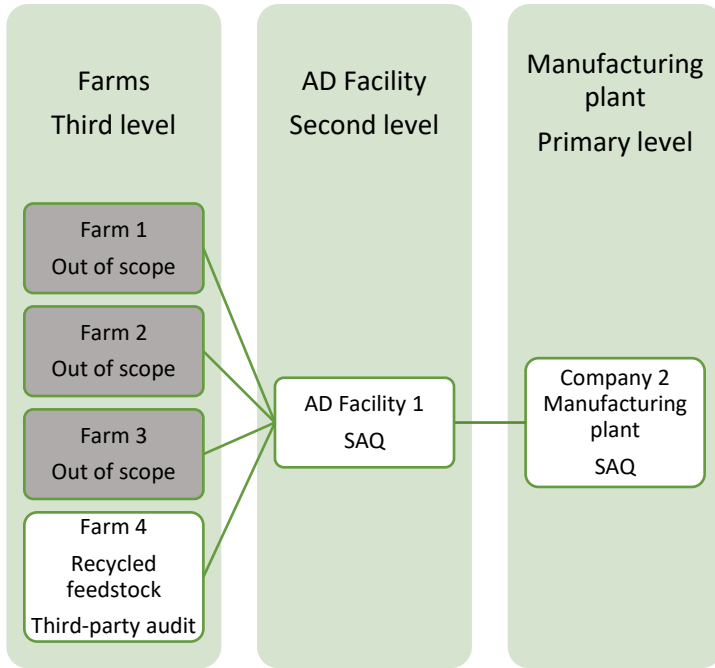 Farms
Third level
Farm 1
Out of scope
Farm 2
Out of scope
Farm 3
Out of scope
Farm 4
Recycled
feedstock
Third-party audit
AD Facility
Second level
AD Facility 1
SAQ
Manufacturing
plant
Primary level
Company 2
Manufacturing
plant
SAQ